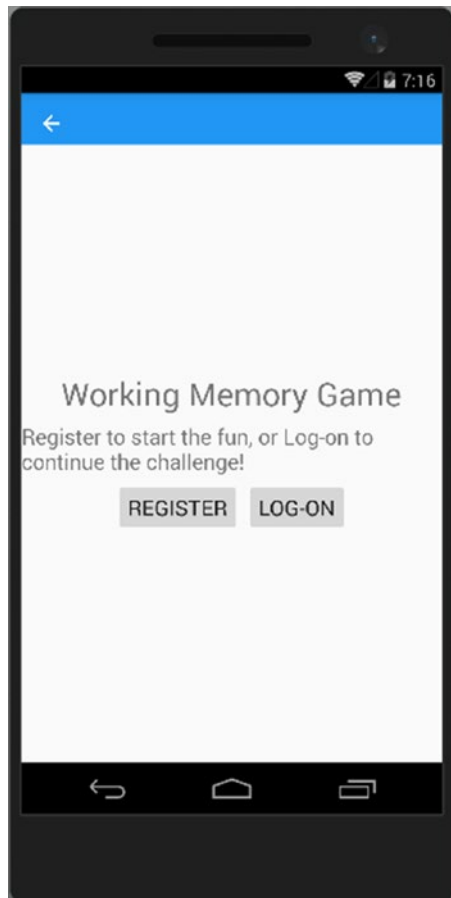 7:16
Working Memory Game
Register to start the fun, or Log-on to
continue the challenge!
REGISTER LOG-ON